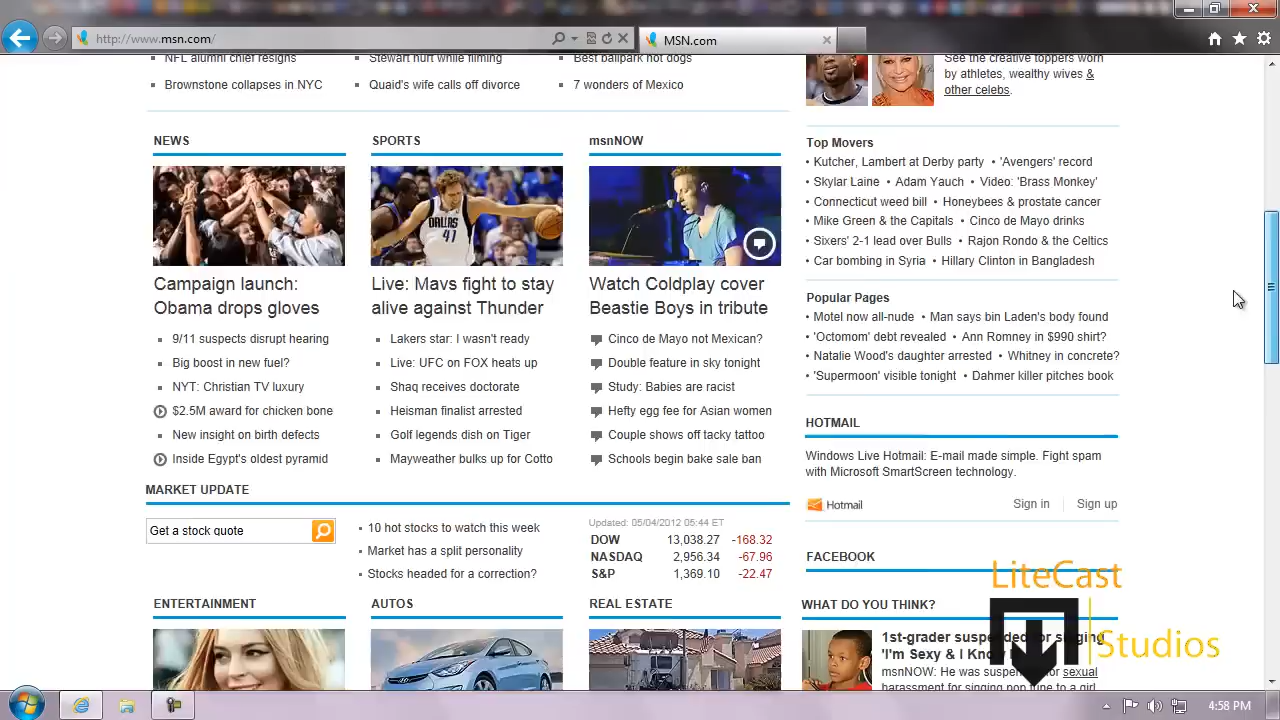 http://www.msn.com/
MSN.com
NFL alumni chief resigns
Stewart hurt while filming
Best ballpark hot dogs
Brownstone collapses in NYC
Quaid's wife calls off divorce
7 wonders of Mexico
See the creative toppers worn
by athletes, wealthy wives &
other celebs.
NEWS
Campaign launch:
Obama drops gloves
9/11 suspects disrupt hearing
Big boost in new fuel?
NYT: Christian TV luxury
$2.5M award for chicken bone
New insight on birth defects
Inside Egypt's oldest pyramid
SPORTS
DALLAS
41
Live: Mavs fight to stay
alive against Thunder
Lakers star: I wasn't ready
Live: UFC on FOX heats up
Shaq receives doctorate
Heisman finalist arrested
Golf legends dish on Tiger
Mayweather bulks up for Cotto
msnNOW
Watch Coldplay cover
Beastie Boys in tribute
Cinco de Mayo not Mexican?
Double feature in sky tonight
Study: Babies are racist
Hefty egg fee for Asian women
Couple shows off tacky tattoo
Schools begin bake sale ban
Top Movers
Kutcher, Lambert at Derby party • 'Avengers' record
Skylar Laine • Adam Yauch • Video: 'Brass Monkey'
Connecticut weed bill • Honeybees & prostate cancer
Mike Green & the Capitals • Cinco de Mayo drinks
Sixers' 2-1 lead over Bulls • Rajon Rondo & the Celtics
Car bombing in Syria • Hillary Clinton in Bangladesh
Popular Pages
Motel now all-nude • Man says bin Laden's body found
'Octomom' debt revealed • Ann Romney in $990 shirt?
Natalie Wood's daughter arrested • Whitney in concrete?
'Supermoon' visible tonight • Dahmer killer pitches book
HOTMAIL
Windows Live Hotmail: E-mail made simple. Fight spam
with Microsoft SmartScreen technology.
Hotmail
Sign in
Sign up
MARKET UPDATE
Get a stock quote
10 hot stocks to watch this week
Market has a split personality
Stocks headed for a correction?
Updated: 05/04/2012 05:44 ET
DOW 13,038.27 -168.32
NASDAQ 2,956.34 -67.96
S&P 1,369.10 -22.47
FACEBOOK
WHAT DO YOU THINK?
1st-grader suspended for singing
'I'm Sexy & I Know
msnNOW: He was suspended for sexual
harassment for singing pop tune to a girl
ENTERTAINMENT
AUTOS
REAL ESTATE
LiteCast
Studios
4:58 PM